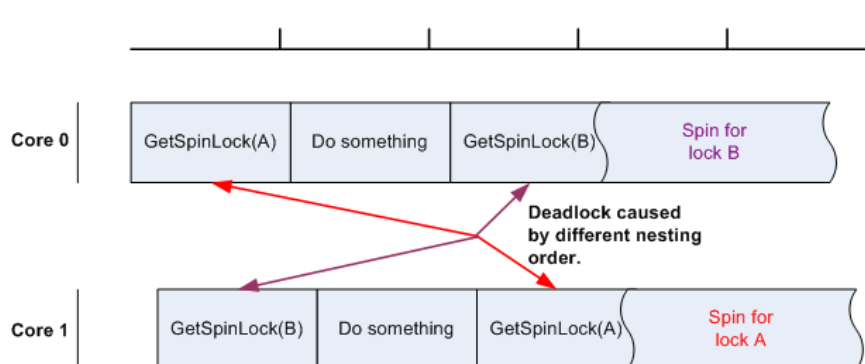 Core 0
GetSpinLock(A)
Do something
GetSpinLock(B)
Spin for
lock B
Deadlock caused
by different nesting
order.
Core 1
GetSpinLock(B)
Do something
GetSpinLock(A)
Spin for
lock A